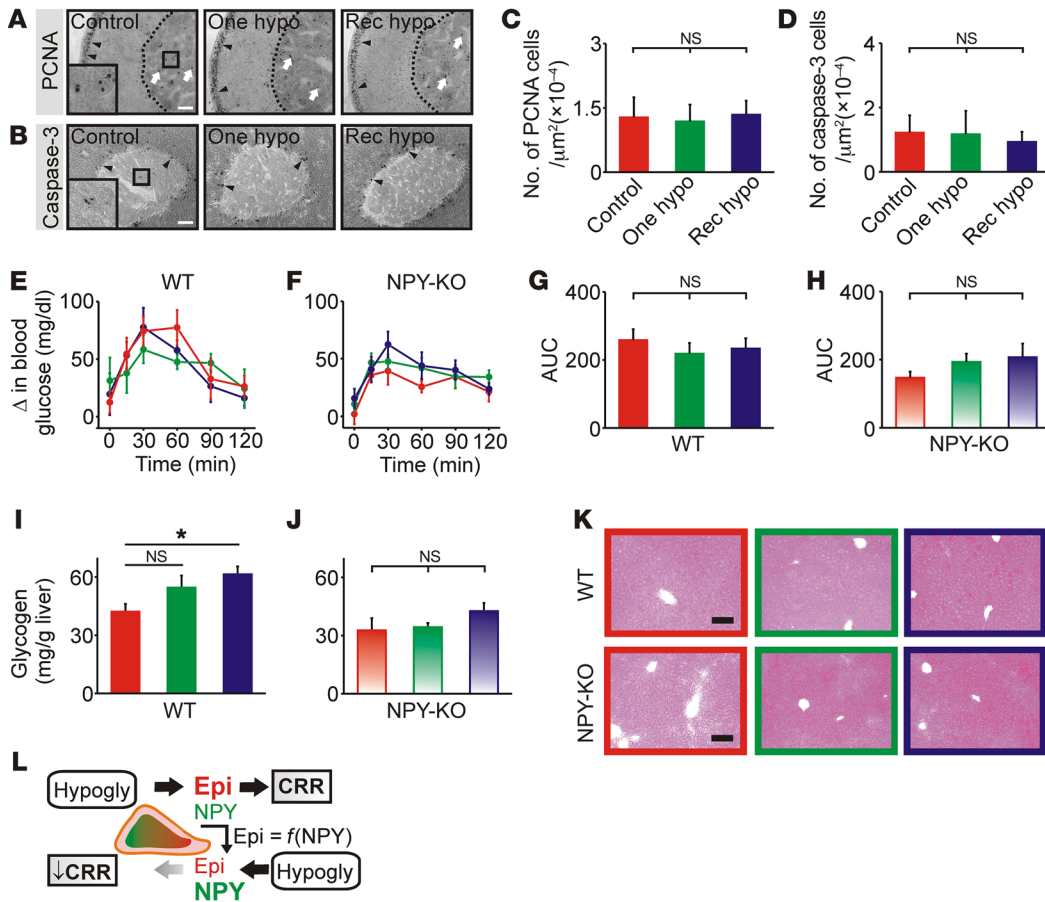 A
PCNA
Control
One hypo
Rec hypo
B
Caspase-3
Control
One hypo
Rec hypo
C
No. of PCNA cells
/μm²(×10⁻⁴)
3
1.5
0
NS
Control
One hypo
Rec hypo
D
No. of caspase-3 cells
/μm²(×10⁻⁴)
4
2
0
NS
Control
One hypo
Rec hypo
E
WT
Δ in blood
glucose (mg/dl)
100
50
0
0 30 60 90 120
Time (min)
F
NPY-KO
100
50
0
0 30 60 90 120
Time (min)
G
AUC
400
200
0
NS
WT
H
AUC
400
200
0
NS
NPY-KO
I
Glycogen
(mg/g liver)
60
30
0
*
NS
WT
J
60
30
0
NS
NPY-KO
K
WT
NPY-KO
L
Hypogly
Epi
CRR
NPY
Epi = f(NPY)
↓CRR
Epi
Hypogly
NPY